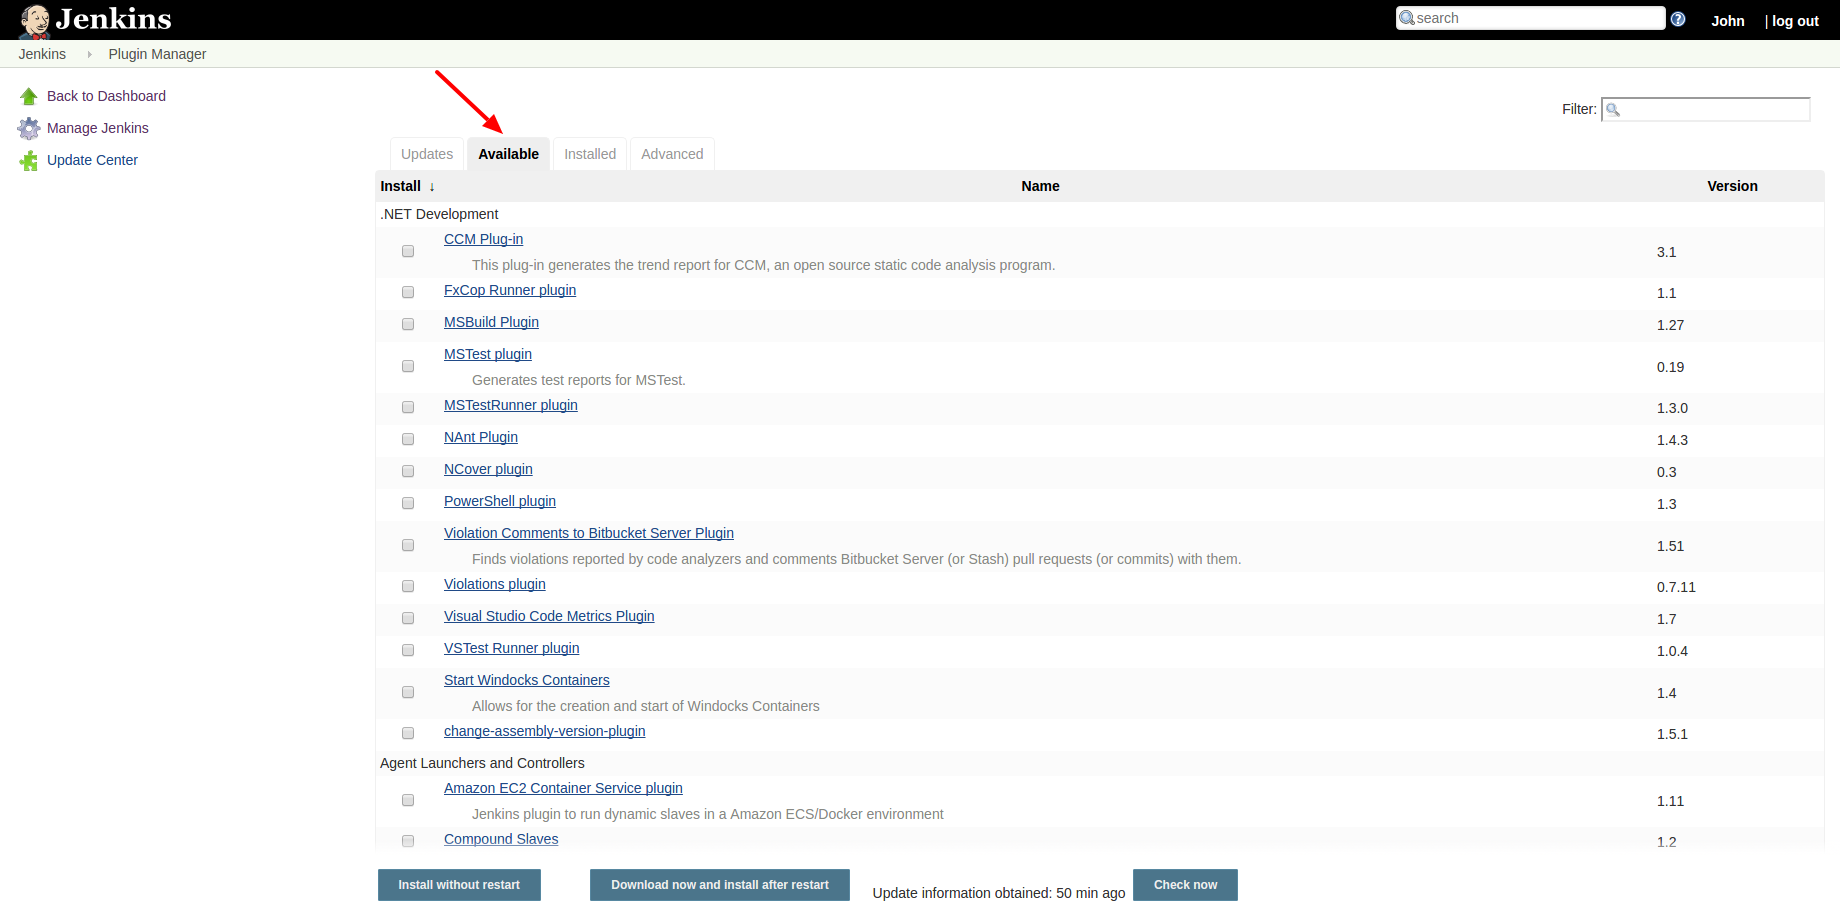 Jenkins
search
?
John
| log out
Jenkins
Plugin Manager
Back to Dashboard
Manage Jenkins
Update Center
Filter:
Updates
Available
Installed
Advanced
Install ↓
Name
Version
.NET Development
CCM Plug-in
This plug-in generates the trend report for CCM, an open source static code analysis program.
3.1
FxCop Runner plugin
1.1
MSBuild Plugin
1.27
MSTest plugin
Generates test reports for MSTest.
0.19
MSTestRunner plugin
1.3.0
NAnt Plugin
1.4.3
NCover plugin
0.3
PowerShell plugin
1.3
Violation Comments to Bitbucket Server Plugin
Finds violations reported by code analyzers and comments Bitbucket Server (or Stash) pull requests (or commits) with them.
1.51
Violations plugin
0.7.11
Visual Studio Code Metrics Plugin
1.7
VSTest Runner plugin
1.0.4
Start Windocks Containers
Allows for the creation and start of Windocks Containers
1.4
change-assembly-version-plugin
1.5.1
Agent Launchers and Controllers
Amazon EC2 Container Service plugin
Jenkins plugin to run dynamic slaves in a Amazon ECS/Docker environment
1.11
Compound Slaves
1.2
Install without restart
Download now and install after restart
Update information obtained: 50 min ago
Check now